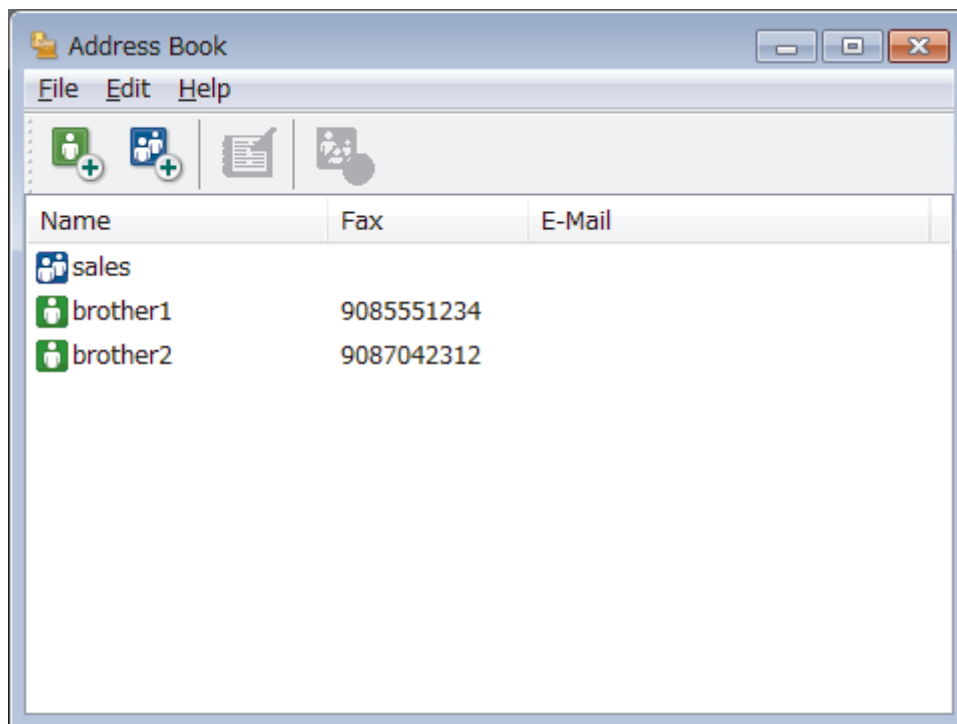 Address Book
File Edit Help
Name Fax E-Mail
sales
brother1 9085551234
brother2 9087042312